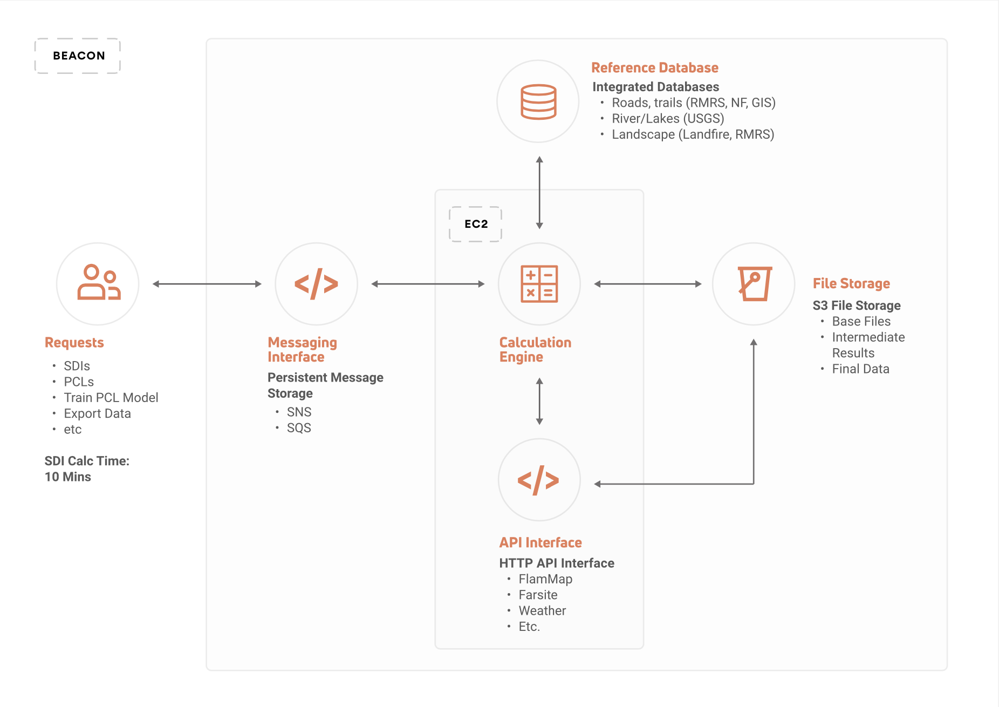 BEACON
Reference Database
Integrated Databases
• Roads, trails (RMRS, NF, GIS)
• River/Lakes (USGS)
• Landscape (Landfire, RMRS)
EC2
Requests
• SDIs
• PCLs
• Train PCL Model
• Export Data
• etc
SDI Calc Time:
10 Mins
Messaging
Interface
Persistent Message
Storage
• SNS
• SQS
Calculation
Engine
File Storage
S3 File Storage
• Base Files
• Intermediate
Results
• Final Data
API Interface
HTTP API Interface
• FlamMap
• Farsite
• Weather
• Etc.